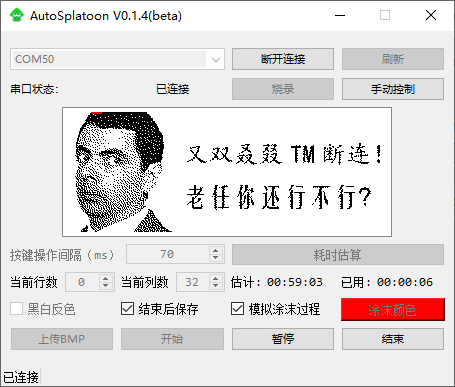 AutoSplatoon V0.1.4(beta)
COM50 断开连接 刷新
串口状态: 已连接 烧录 手动控制
又双叒叕 TM 断连!
老任你还行不行?
按键操作间隔(ms) 70 耗时估算
当前行数 0 当前列数 32 估计: 00:59:03 已用: 00:00:06
黑白反色 结束后保存 模拟涂沫过程 涂沫颜色
上传BMP 开始 暂停 结束
已连接